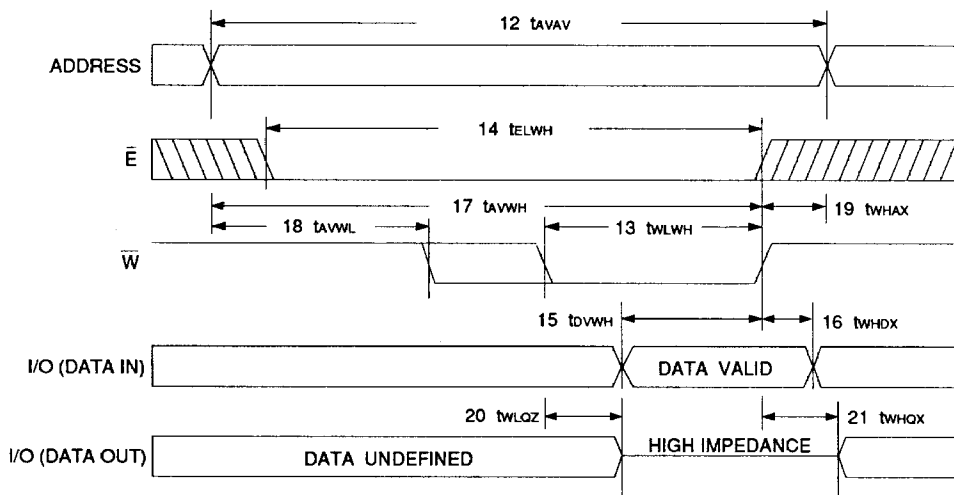 12 tAVAV
ADDRESS
14 tELWH
E̅
17 tAVWH
19 tWHAX
18 tAVWL
13 tWLWH
W̅
15 tDVWH
16 tWHDX
I/O (DATA IN)
DATA VALID
20 tWLQZ
21 tWHQX
HIGH IMPEDANCE
I/O (DATA OUT)
DATA UNDEFINED